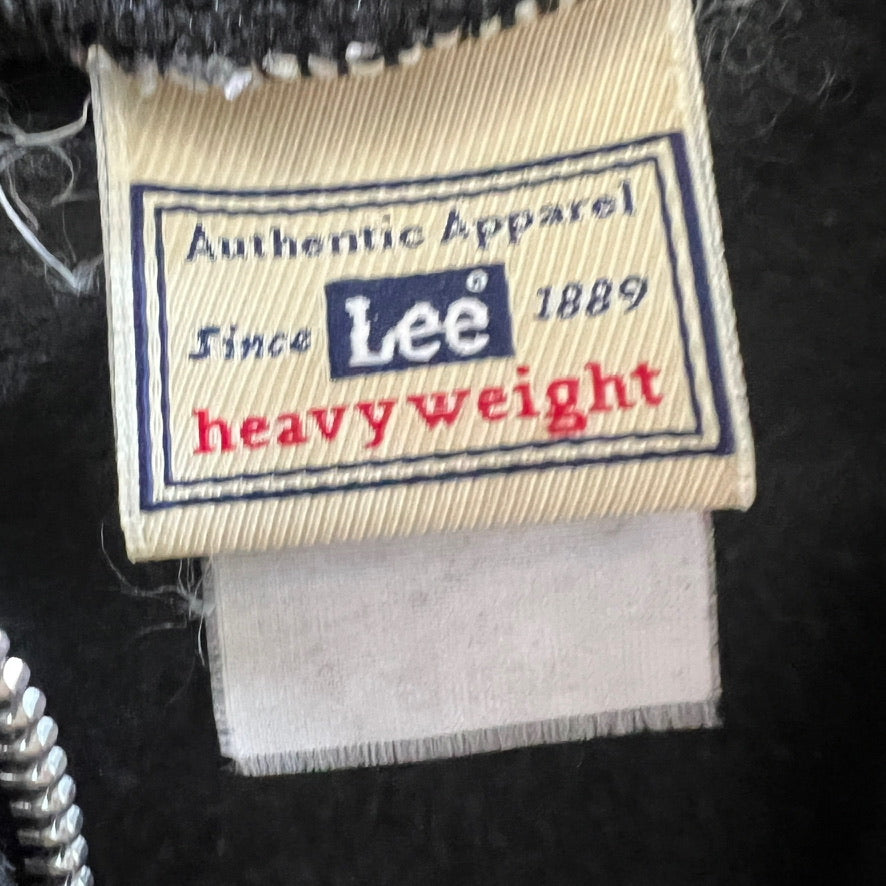 Authentic Apparel
Since Lee® 1889
heavyweight